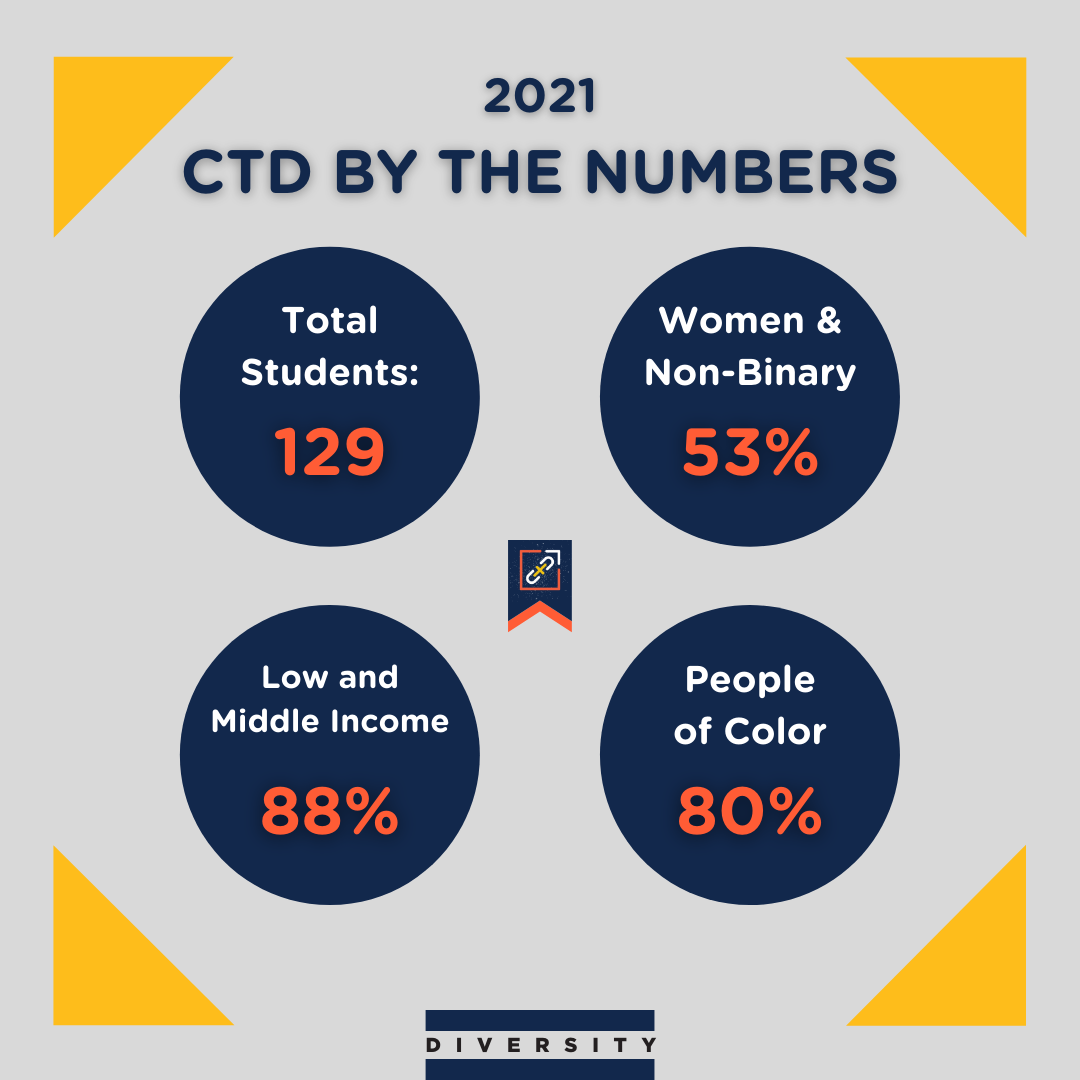 2021
CTD BY THE NUMBERS
Total
Students:
129
Women &
Non-Binary
53%
Low and
Middle Income
88%
People
of Color
80%
DIVERSITY